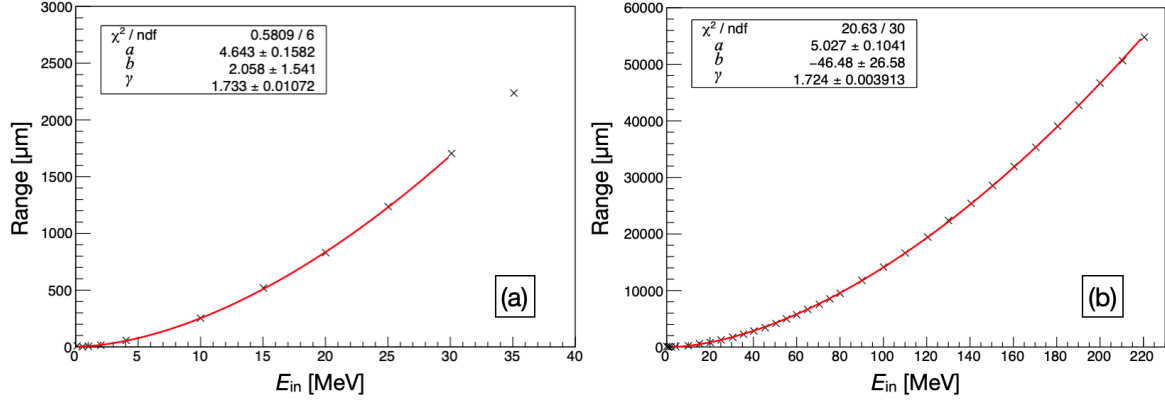 3000
2500
2000
1500
1000
500
0
Range [μm]
χ² / ndf 0.5809 / 6
a 4.643 ± 0.1582
b 2.058 ± 1.541
γ 1.733 ± 0.01072
(a)
0 5 10 15 20 25 30 35 40
E_in [MeV]
60000
50000
40000
30000
20000
10000
0
Range [μm]
χ² / ndf 20.63 / 30
a 5.027 ± 0.1041
b −46.48 ± 26.58
γ 1.724 ± 0.003913
(b)
0 20 40 60 80 100 120 140 160 180 200 220
E_in [MeV]